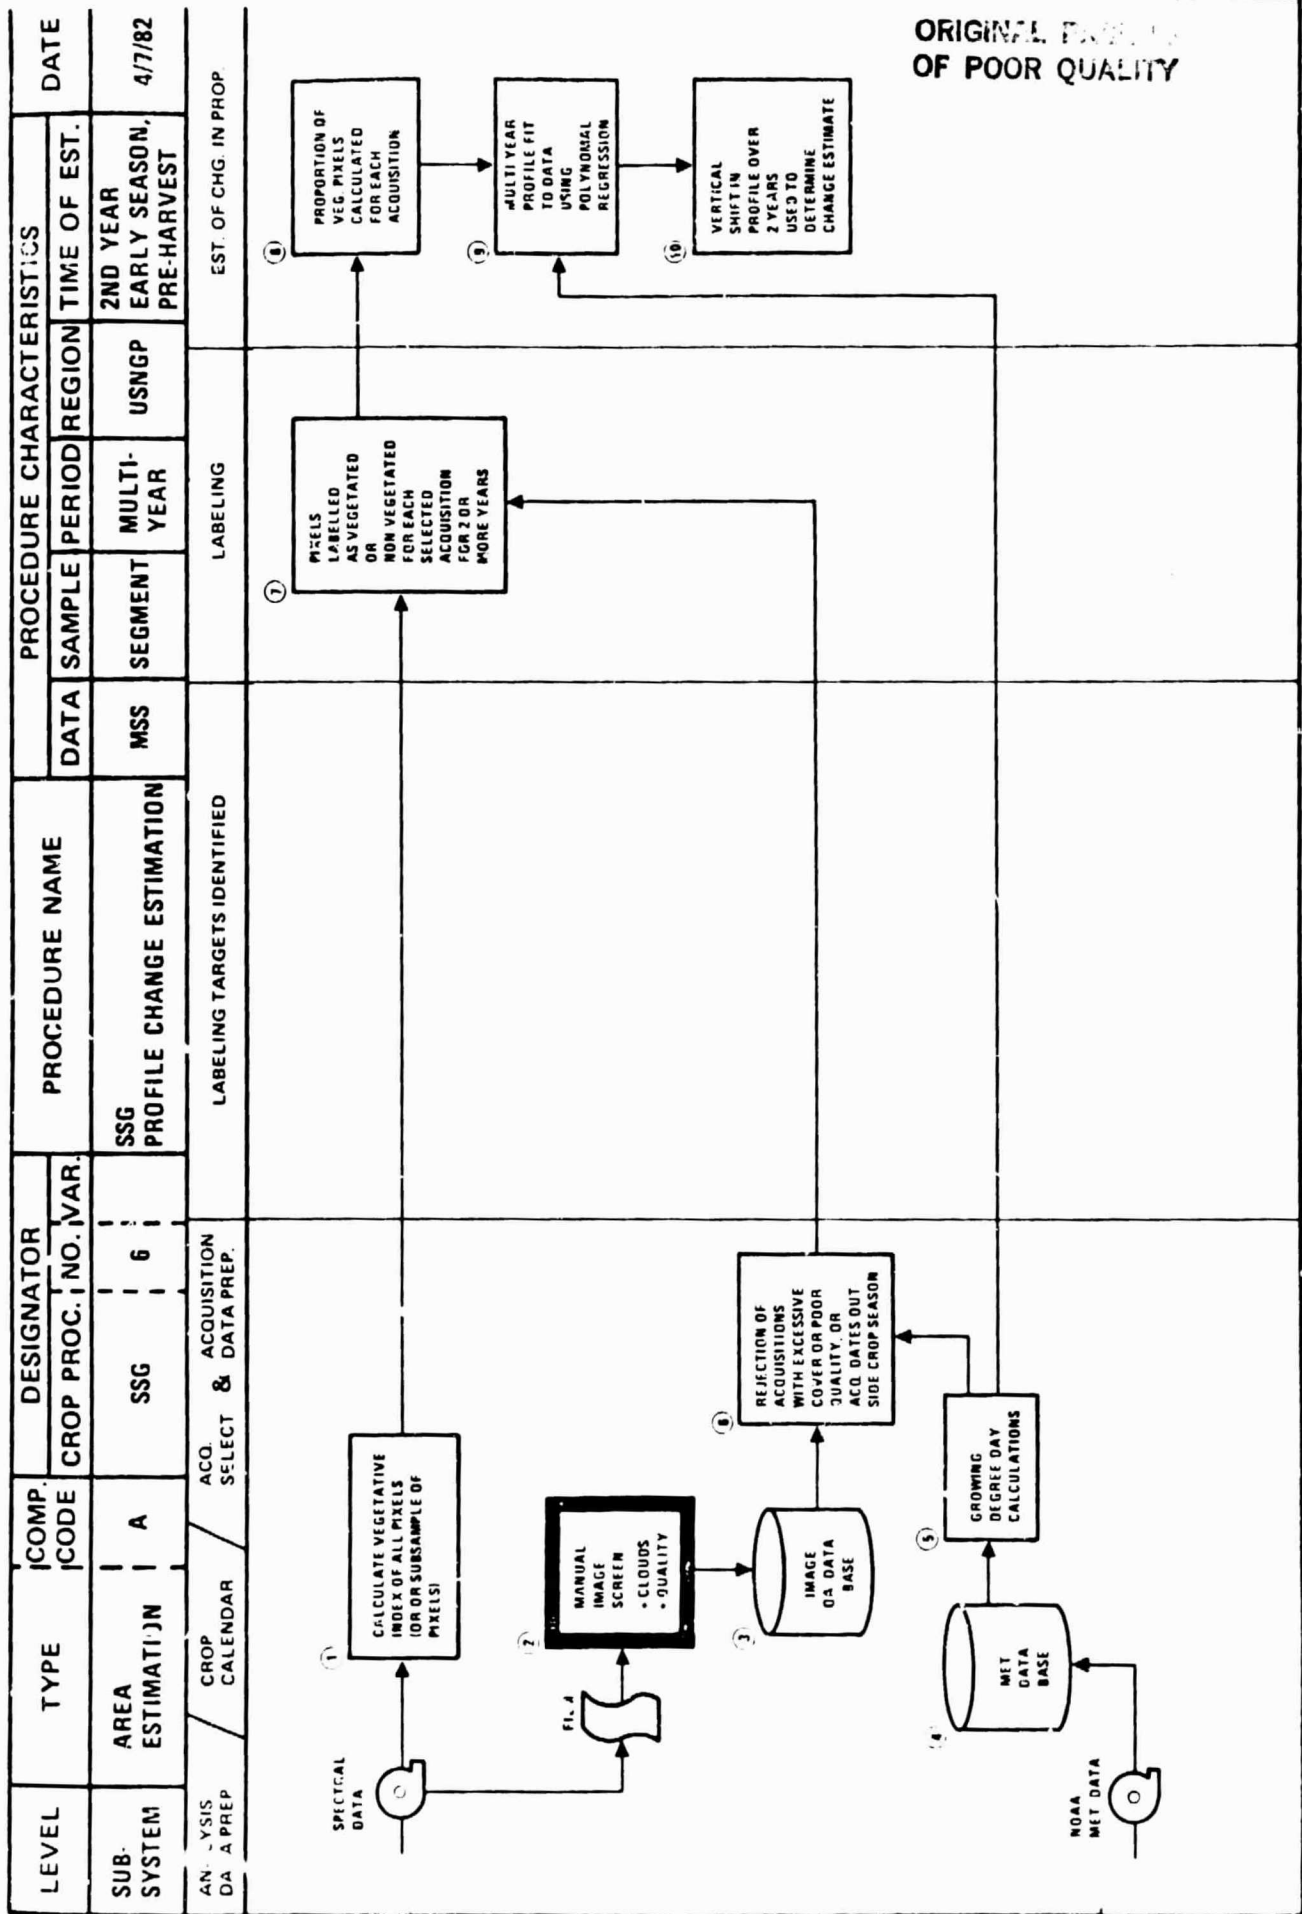 ORIGINAL
OF POOR QUALITY
LEVEL
TYPE
COMP.
CODE
DESIGNATOR
CROP PROC. NO. VAR.
PROCEDURE NAME
PROCEDURE CHARACTERISTICS
DATA SAMPLE PERIOD REGION TIME OF EST.
DATE
SUB-
SYSTEM
AREA
ESTIMATION
A
SSG
6
SSG
PROFILE CHANGE ESTIMATION
MSS
SEGMENT
MULTI-
YEAR
USNGP
2ND YEAR
EARLY SEASON,
PRE-HARVEST
4/7/82
PREP
CROP
CALENDAR
ACQ.
SELECT
&
ACQUISITION
DATA PREP.
LABELING TARGETS IDENTIFIED
LABELING
EST. OF CHG. IN PROP.
SPECTRAL
DATA
1
CALCULATE VEGETATIVE
INDEX OF ALL PIXELS
(OR OR SUBSAMPLE OF
PIXELS)
2
MANUAL
IMAGE
SCREEN
• CLOUDS
• QUALITY
3
IMAGE
QA DATA
BASE
NOAA
MET DATA
4
MET
DATA
BASE
5
GROWING
DEGREE DAY
CALCULATIONS
6
REJECTION OF
ACQUISITIONS
WITH EXCESSIVE
COVER OR POOR
QUALITY, OR
ACQ. DATES OUT
SIDE CROP SEASON
7
PIXELS
LABELLED
AS VEGETATED
OR
NON VEGETATED
FOR EACH
SELECTED
ACQUISITION
FOR 2 OR
MORE YEARS
8
PROPORTION OF
VEG. PIXELS
CALCULATED
FOR EACH
ACQUISITION
9
MULTI YEAR
PROFILE FIT
TO DATA
USING
POLYNOMAL
REGRESSION
10
VERTICAL
SHIFT IN
PROFILE OVER
2 YEARS
USED TO
DETERMINE
CHANGE ESTIMATE